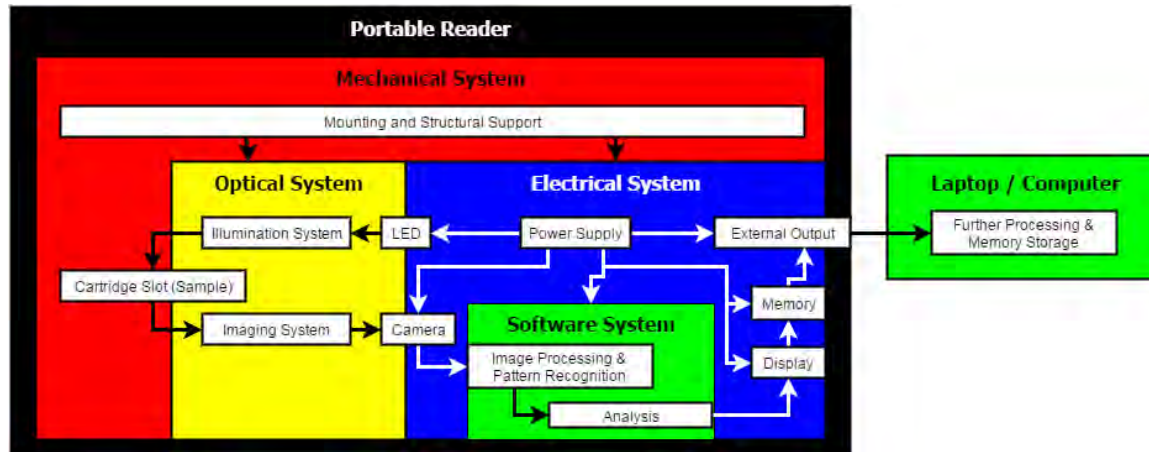 Portable Reader
Mechanical System
Mounting and Structural Support
Optical System
Electrical System
Laptop / Computer
Illumination System
LED
Power Supply
External Output
Further Processing &
Memory Storage
Cartridge Slot (Sample)
Memory
Imaging System
Camera
Software System
Image Processing &
Pattern Recognition
Display
Analysis